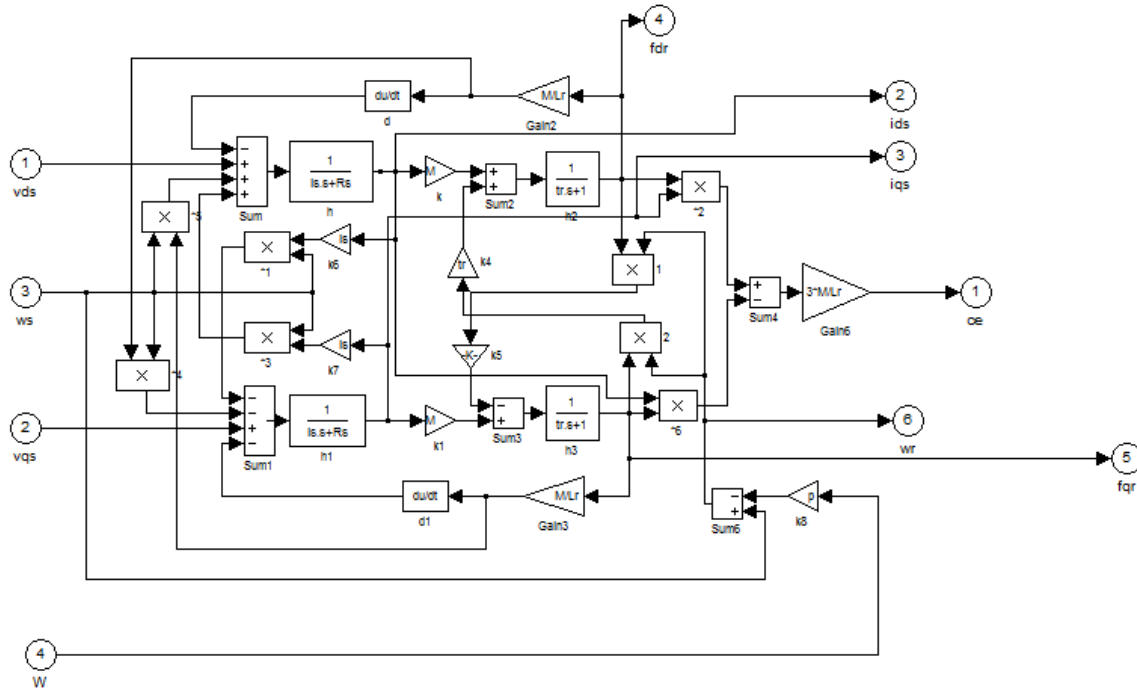 4
fdr
du/dt
d
M/Lr
Gain2
2
ids
3
iqs
1
vds
−
+
+
+
Sum
1
ls.s+Rs
h
M
k
+
+
Sum2
1
tr.s+1
h2
×
~2
×
~5
×
~1
ls
k6
tr
k4
×
1
3
ws
+
−
Sum4
3*M/Lr
Gain6
1
ce
×
~3
ls
k7
-K-
k5
×
2
×
~4
2
vqs
−
−
+
−
Sum1
1
ls.s+Rs
h1
M
k1
−
+
Sum3
1
tr.s+1
h3
×
~6
6
wr
5
fqr
du/dt
d1
M/Lr
Gain3
−
+
Sum6
p
k8
4
W